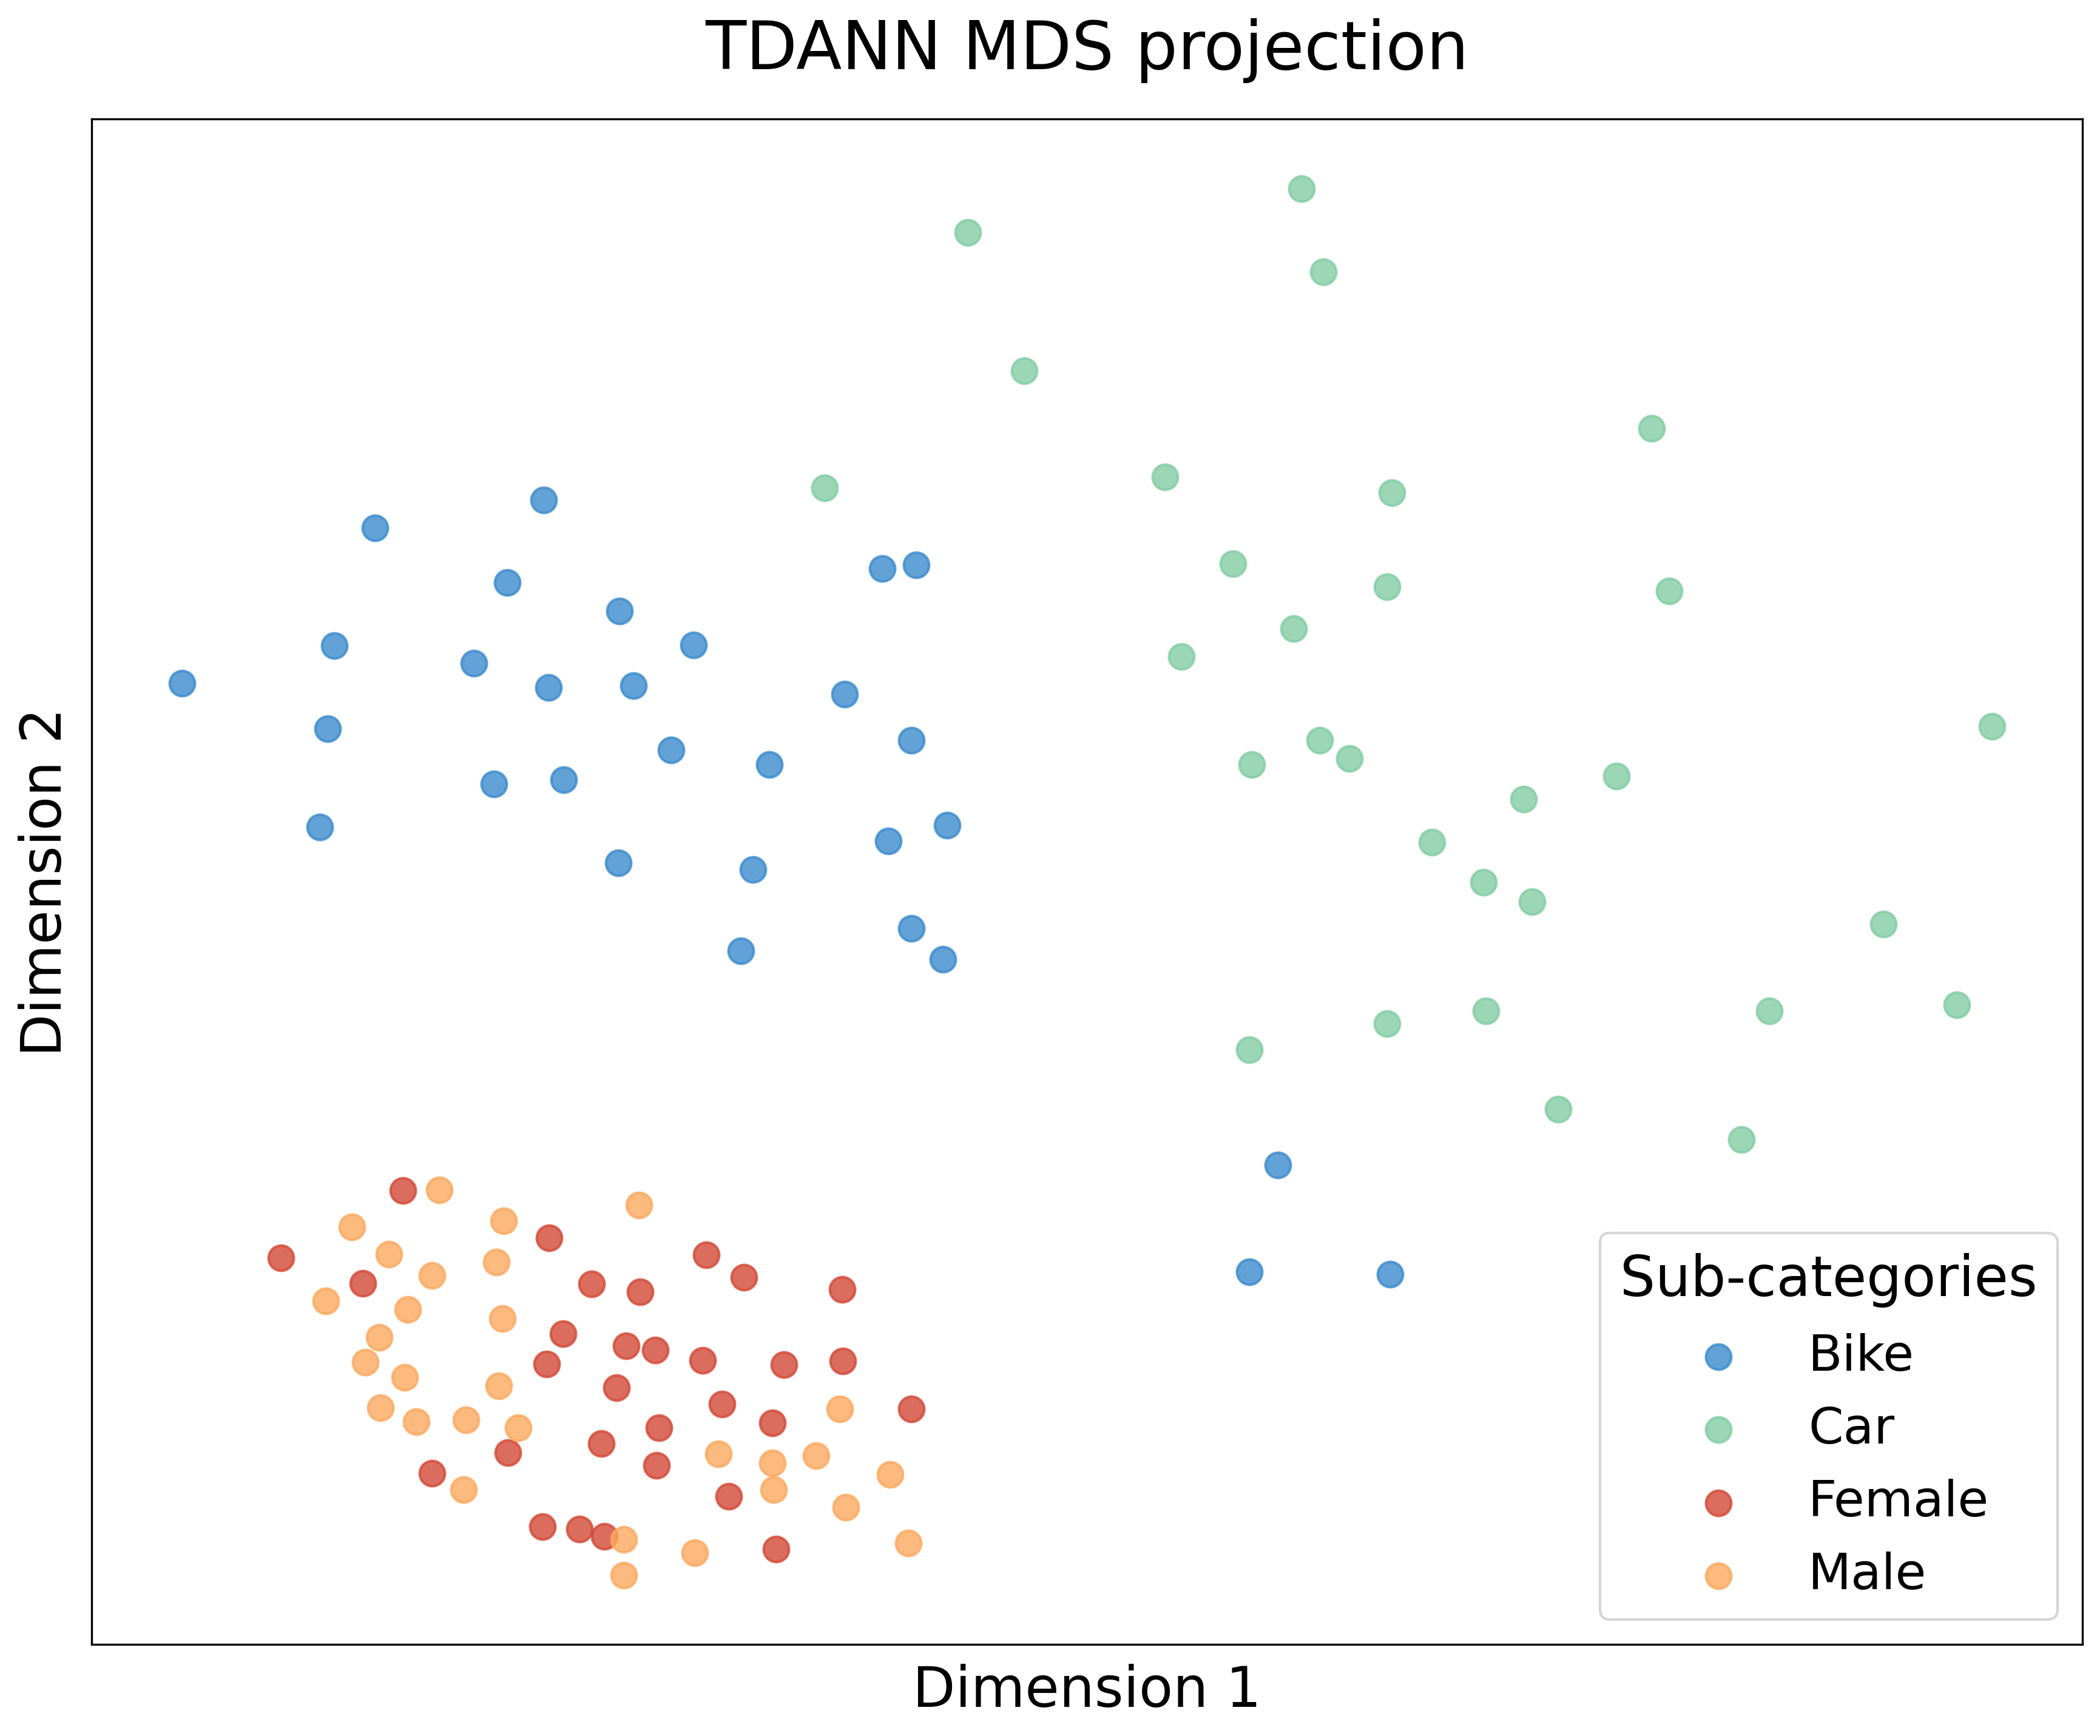 TDANN MDS projection
Dimension 2
Sub-categories
Bike
Car
Female
Male
Dimension 1